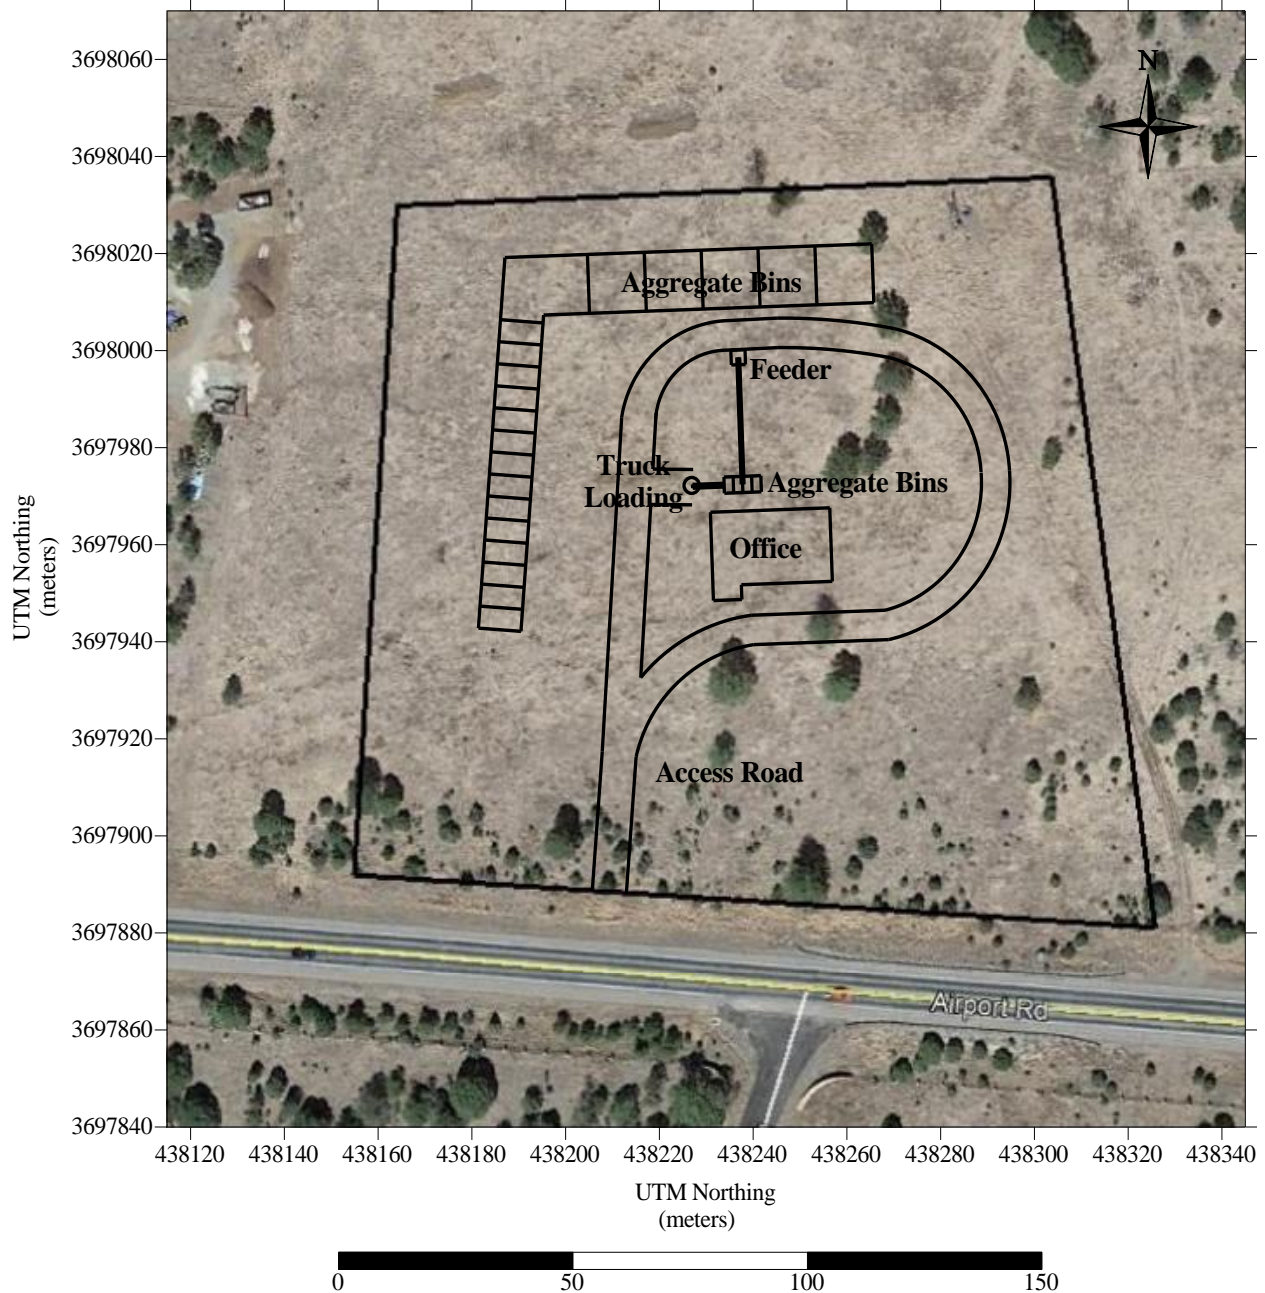 3698060
N
3698040
3698020
Aggregate Bins
3698000
Feeder
3697980
Truck
Loading
Aggregate Bins
3697960
Office
UTM Northing
(meters)
3697940
3697920
Access Road
3697900
3697880
Airport Rd
3697860
3697840
438120 438140 438160 438180 438200 438220 438240 438260 438280 438300 438320 438340
UTM Northing
(meters)
0 50 100 150